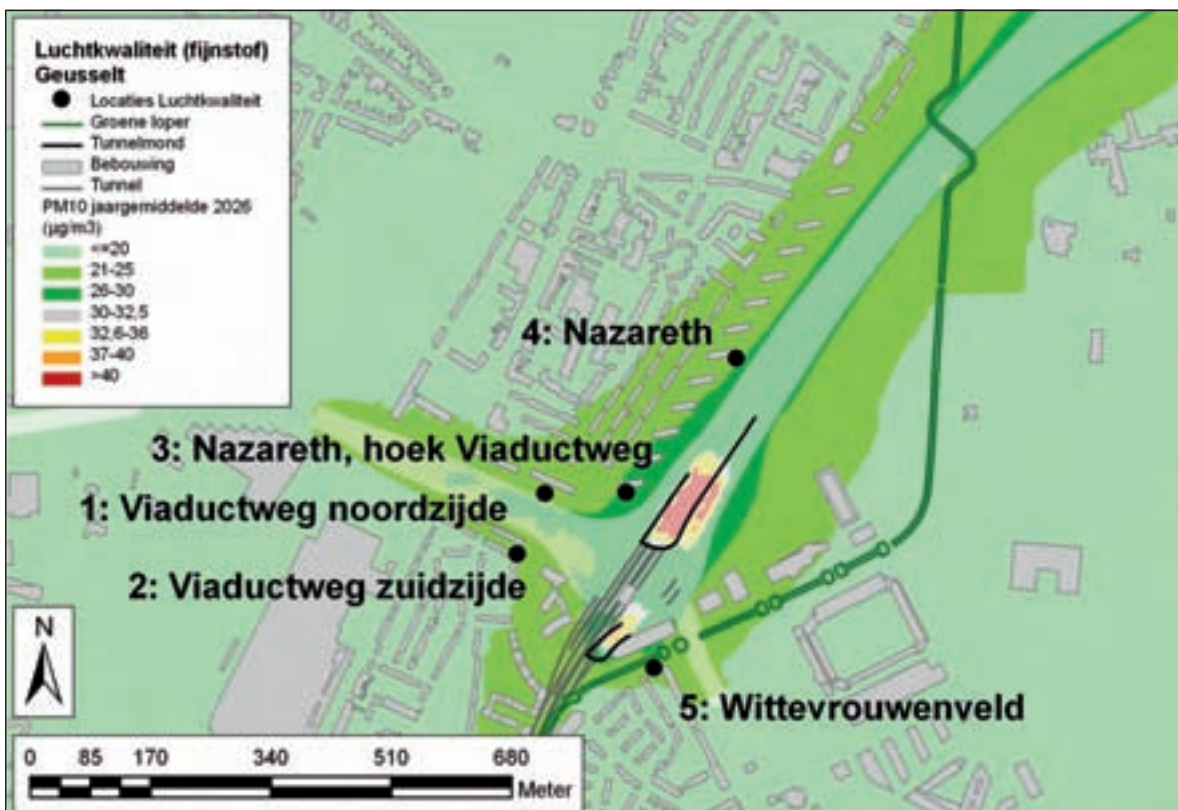 Luchtkwaliteit (fijnstof)
Geusselt
Locaties Luchtkwaliteit
Groene loper
Tunnelmond
Bebouwing
Tunnel
PM10 jaargemiddelde 2026
(µg/m3)
<=20
21-25
26-30
30-32,5
32,6-36
37-40
>40
4: Nazareth
3: Nazareth, hoek Viaductweg
1: Viaductweg noordzijde
2: Viaductweg zuidzijde
5: Wittevrouwenveld
N
0 85 170 340 510 680
Meter